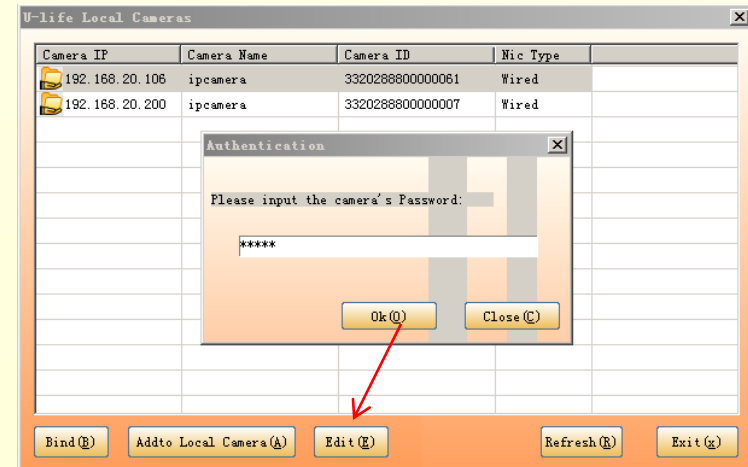 U-life Local Cameras
Camera IP Camera Name Camera ID Nic Type
192.168.20.106 ipcamera 3320288800000061 Wired
192.168.20.200 ipcamera 3320288800000007 Wired
Authentication
Please input the camera's Password:
*****
Ok(O) Close(C)
Bind(B) Addto Local Camera(A) Edit(E) Refresh(R) Exit(x)